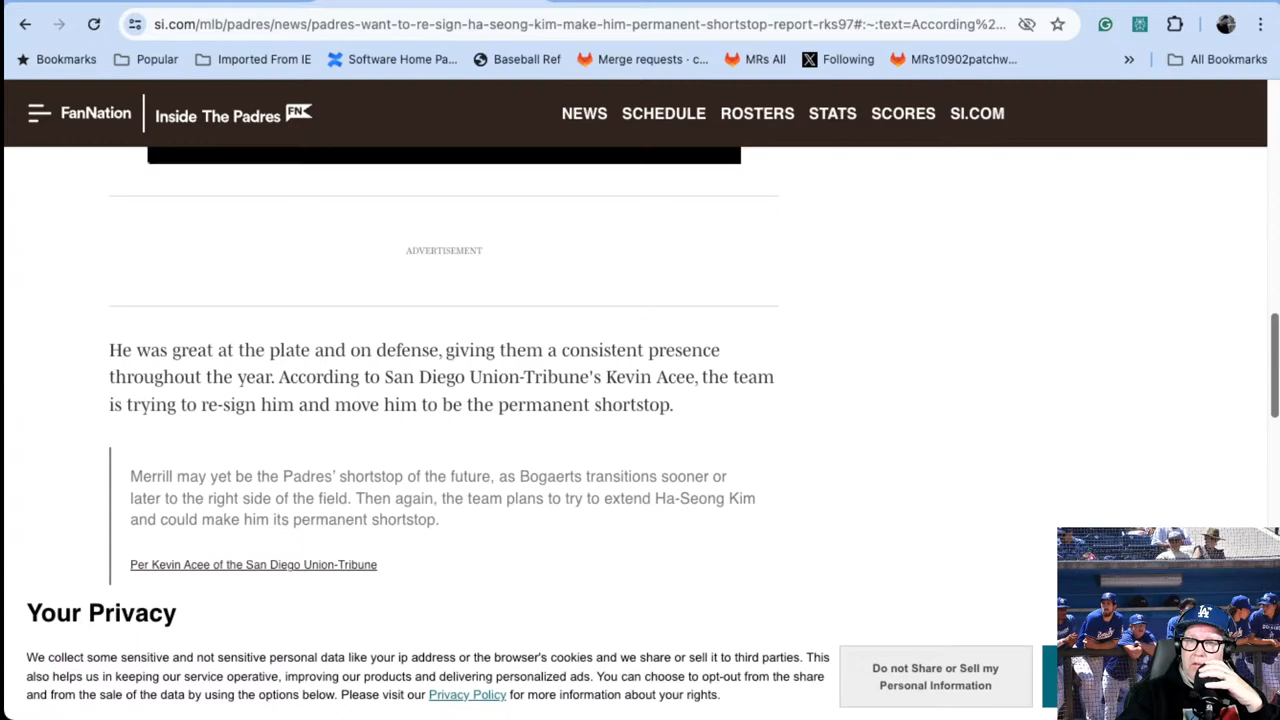 si.com/mlb/padres/news/padres-want-to-re-sign-ha-seong-kim-make-him-permanent-shortstop-report-rks97#:~:text=According%2...
Bookmarks Popular Imported From IE Software Home Pa... Baseball Ref Merge requests · c... MRs All Following MRs10902patchw... » All Bookmarks
FanNation Inside The Padres FN NEWS SCHEDULE ROSTERS STATS SCORES SI.COM
ADVERTISEMENT
He was great at the plate and on defense, giving them a consistent presence
throughout the year. According to San Diego Union-Tribune's Kevin Acee, the team
is trying to re-sign him and move him to be the permanent shortstop.
Merrill may yet be the Padres’ shortstop of the future, as Bogaerts transitions sooner or
later to the right side of the field. Then again, the team plans to try to extend Ha-Seong Kim
and could make him its permanent shortstop.
Per Kevin Acee of the San Diego Union-Tribune
Your Privacy
We collect some sensitive and not sensitive personal data like your ip address or the browser's cookies and we share or sell it to third parties. This
also helps us in keeping our service operative, improving our products and delivering personalized ads. You can choose to opt-out from the share
and from the sale of the data by using the options below. Please visit our Privacy Policy for more information about your rights.
Do not Share or Sell my
Personal Information
LA